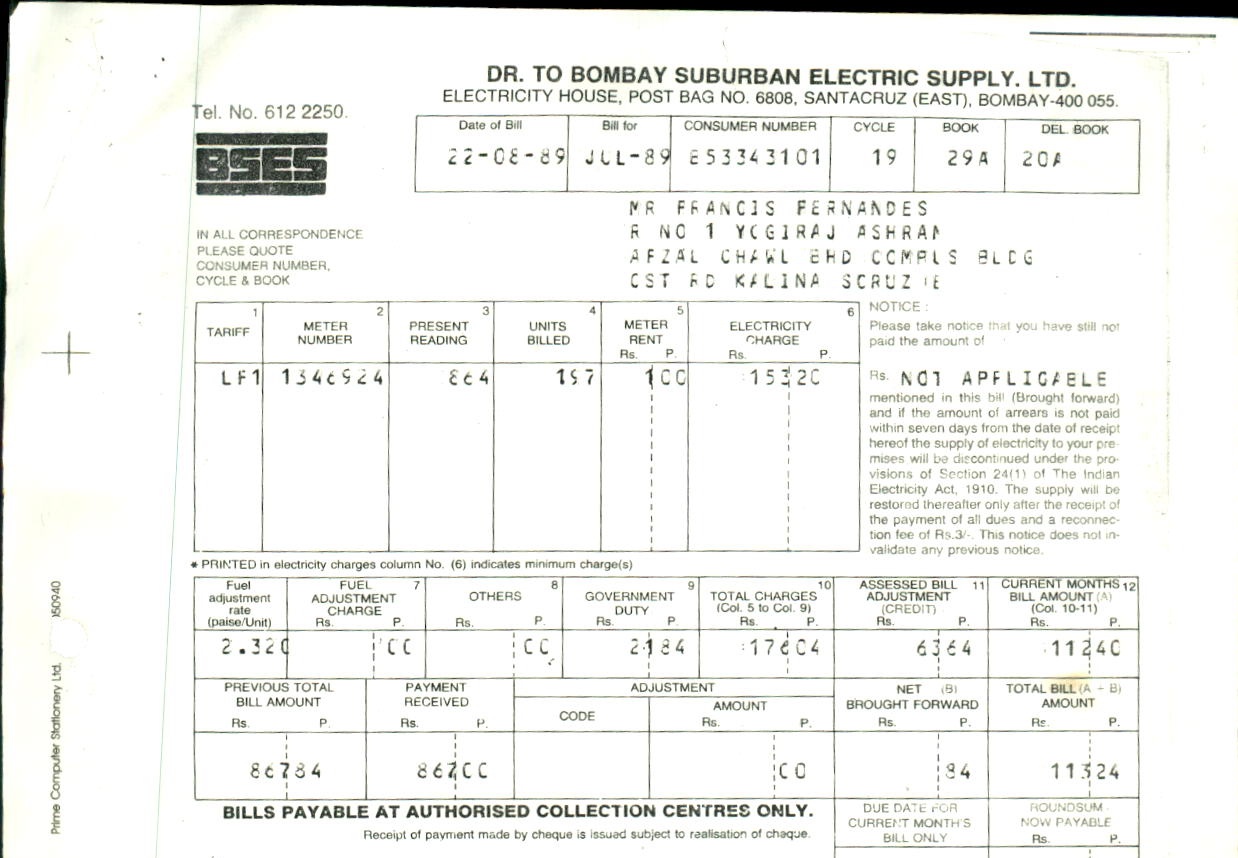 DR. TO BOMBAY SUBURBAN ELECTRIC SUPPLY. LTD.
ELECTRICITY HOUSE, POST BAG NO. 6808, SANTACRUZ (EAST), BOMBAY-400 055.
Tel. No. 612 2250.
BSES
Date of Bill Bill for CONSUMER NUMBER CYCLE BOOK DEL. BOOK
22-08-89 JUL-89 853343101 19 29A 20A
MR FRANCIS FERNANDES
R NO 1 YOGIRAJ ASHRAM
AFZAL CHAWL BHD COMPLS BLDG
CST RD KALINA SCRUZ E
IN ALL CORRESPONDENCE
PLEASE QUOTE
CONSUMER NUMBER,
CYCLE & BOOK
1 2 3 4 5 6
TARIFF METER NUMBER PRESENT READING UNITS BILLED METER RENT Rs. P. ELECTRICITY CHARGE Rs. P.
LF1 1346924 864 197 1 00 153 20
NOTICE :
Please take notice that you have still not
paid the amount of
Rs. NOT APPLICABLE
mentioned in this bill (Brought forward)
and if the amount of arrears is not paid
within seven days from the date of receipt
hereof the supply of electricity to your pre-
mises will be discontinued under the pro-
visions of Section 24(1) of The Indian
Electricity Act, 1910. The supply will be
restored thereafter only after the receipt of
the payment of all dues and a reconnec-
tion fee of Rs.3/-. This notice does not in-
validate any previous notice.
* PRINTED in electricity charges column No. (6) indicates minimum charge(s)
Fuel adjustment rate (paise/Unit) FUEL ADJUSTMENT CHARGE 7 Rs. P. OTHERS 8 Rs. P. GOVERNMENT DUTY 9 Rs. P. TOTAL CHARGES 10 (Col. 5 to Col. 9) Rs. P. ASSESSED BILL 11 ADJUSTMENT (CREDIT) Rs. P. CURRENT MONTHS 12 BILL AMOUNT (A) (Col. 10-11) Rs. P.
2.320 00 00 21 84 176 04 63 64 112 40
PREVIOUS TOTAL BILL AMOUNT Rs. P. PAYMENT RECEIVED Rs. P. ADJUSTMENT CODE AMOUNT Rs. P. NET (B) BROUGHT FORWARD Rs. P. TOTAL BILL (A + B) AMOUNT Rs. P.
867 84 867 00 00 84 113 24
BILLS PAYABLE AT AUTHORISED COLLECTION CENTRES ONLY.
Receipt of payment made by cheque is issued subject to realisation of cheque.
DUE DATE FOR
CURRENT MONTH'S
BILL ONLY
ROUNDSUM
NOW PAYABLE
Rs. P.
Prime Computer Stationery Ltd.